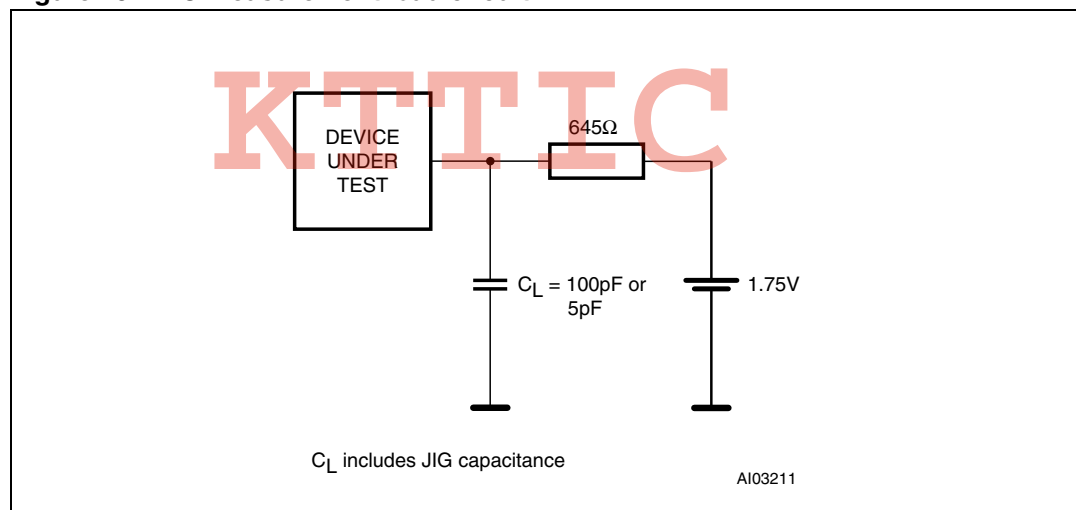 KTTIC
DEVICE
UNDER
TEST
645Ω
CL = 100pF or
5pF
1.75V
CL includes JIG capacitance
AI03211